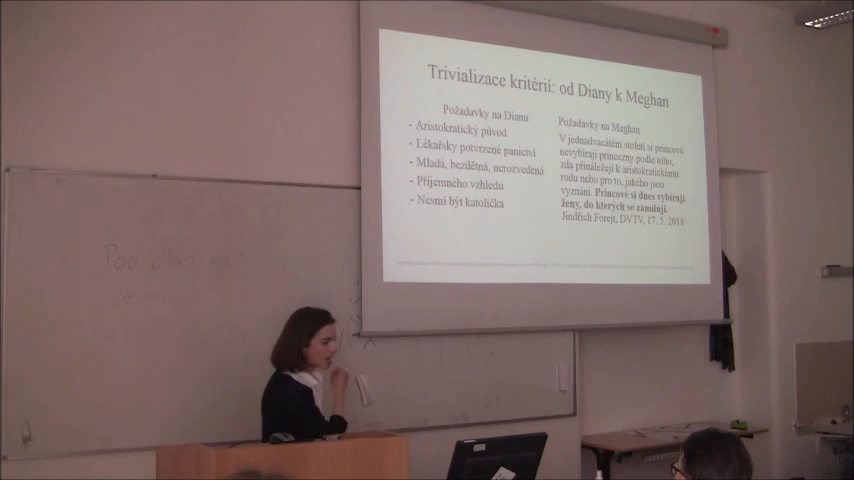 Trivializace kritérií: od Diany k Meghan
Požadavky na Dianu
- Aristokratický původ
- Lékařsky potvrzené panictví
- Mladá, bezdětná, nerozvedená
- Příjemného vzhledu
- Nesmí být katolička
Požadavky na Meghan
V jednadvacátém století si princové
nevybírají princezny podle toho,
zda přináležejí k aristokratickému
rodu nebo pro to, jakého jsou
vyznání. Princové si dnes vybírají
ženy, do kterých se zamilují.
Jindřich Forejt, DVTV, 17. 5. 2018
Pod